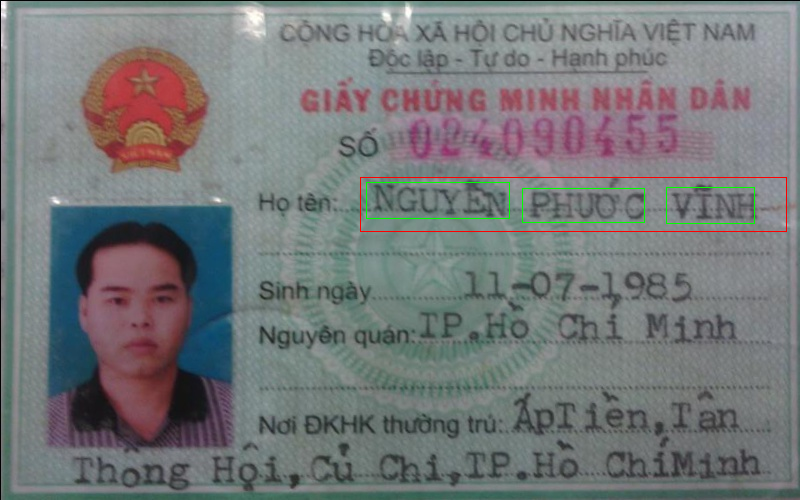 CỘNG HÒA XÃ HỘI CHỦ NGHĨA VIỆT NAM
Độc lập - Tự do - Hạnh phúc
GIẤY CHỨNG MINH NHÂN DÂN
SỐ 024090455
Họ tên: NGUYỄN PHƯỚC VĨNH
Sinh ngày 11-07-1985
Nguyên quán: TP.Hồ Chí Minh
Nơi ĐKHK thường trú: ẤpTiền,Tân
Thông Hội,Củ Chi,TP.Hồ ChíMinh
VIỆT NAM